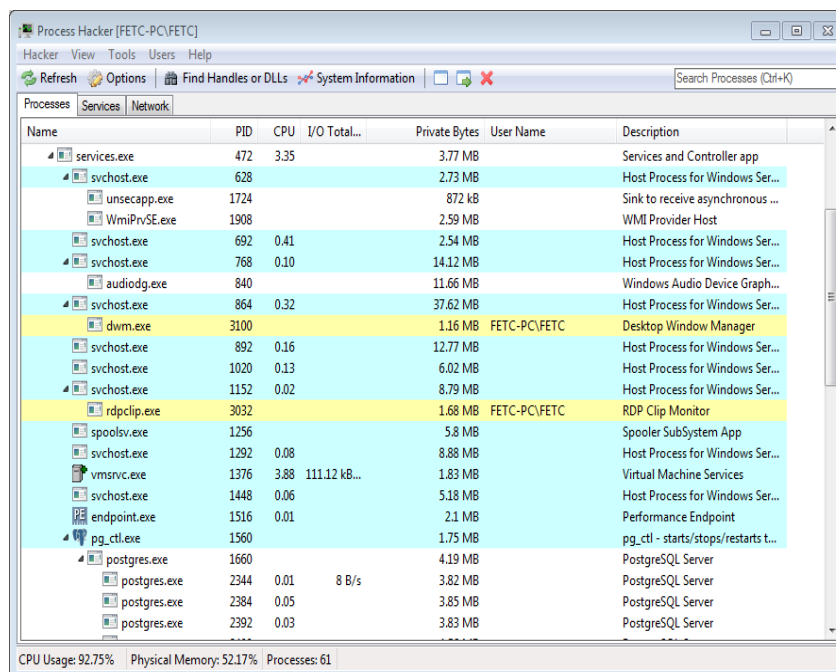 Process Hacker [FETC-PC\FETC]
Hacker View Tools Users Help
Refresh Options Find Handles or DLLs System Information Search Processes (Ctrl+K)
Processes Services Network
Name PID CPU I/O Total... Private Bytes User Name Description
services.exe 472 3.35 3.77 MB Services and Controller app
svchost.exe 628 2.73 MB Host Process for Windows Ser...
unsecapp.exe 1724 872 kB Sink to receive asynchronous ...
WmiPrvSE.exe 1908 2.59 MB WMI Provider Host
svchost.exe 692 0.41 2.54 MB Host Process for Windows Ser...
svchost.exe 768 0.10 14.12 MB Host Process for Windows Ser...
audiodg.exe 840 11.66 MB Windows Audio Device Graph...
svchost.exe 864 0.32 37.62 MB Host Process for Windows Ser...
dwm.exe 3100 1.16 MB FETC-PC\FETC Desktop Window Manager
svchost.exe 892 0.16 12.77 MB Host Process for Windows Ser...
svchost.exe 1020 0.13 6.02 MB Host Process for Windows Ser...
svchost.exe 1152 0.02 8.79 MB Host Process for Windows Ser...
rdpclip.exe 3032 1.68 MB FETC-PC\FETC RDP Clip Monitor
spoolsv.exe 1256 5.8 MB Spooler SubSystem App
svchost.exe 1292 0.08 8.88 MB Host Process for Windows Ser...
vmsrvc.exe 1376 3.88 111.12 kB... 1.83 MB Virtual Machine Services
svchost.exe 1448 0.06 5.18 MB Host Process for Windows Ser...
PE endpoint.exe 1516 0.01 2.1 MB Performance Endpoint
pg_ctl.exe 1560 1.75 MB pg_ctl - starts/stops/restarts t...
postgres.exe 1660 4.19 MB PostgreSQL Server
postgres.exe 2344 0.01 8 B/s 3.82 MB PostgreSQL Server
postgres.exe 2384 0.05 3.85 MB PostgreSQL Server
postgres.exe 2392 0.03 3.83 MB PostgreSQL Server
CPU Usage: 92.75% Physical Memory: 52.17% Processes: 61